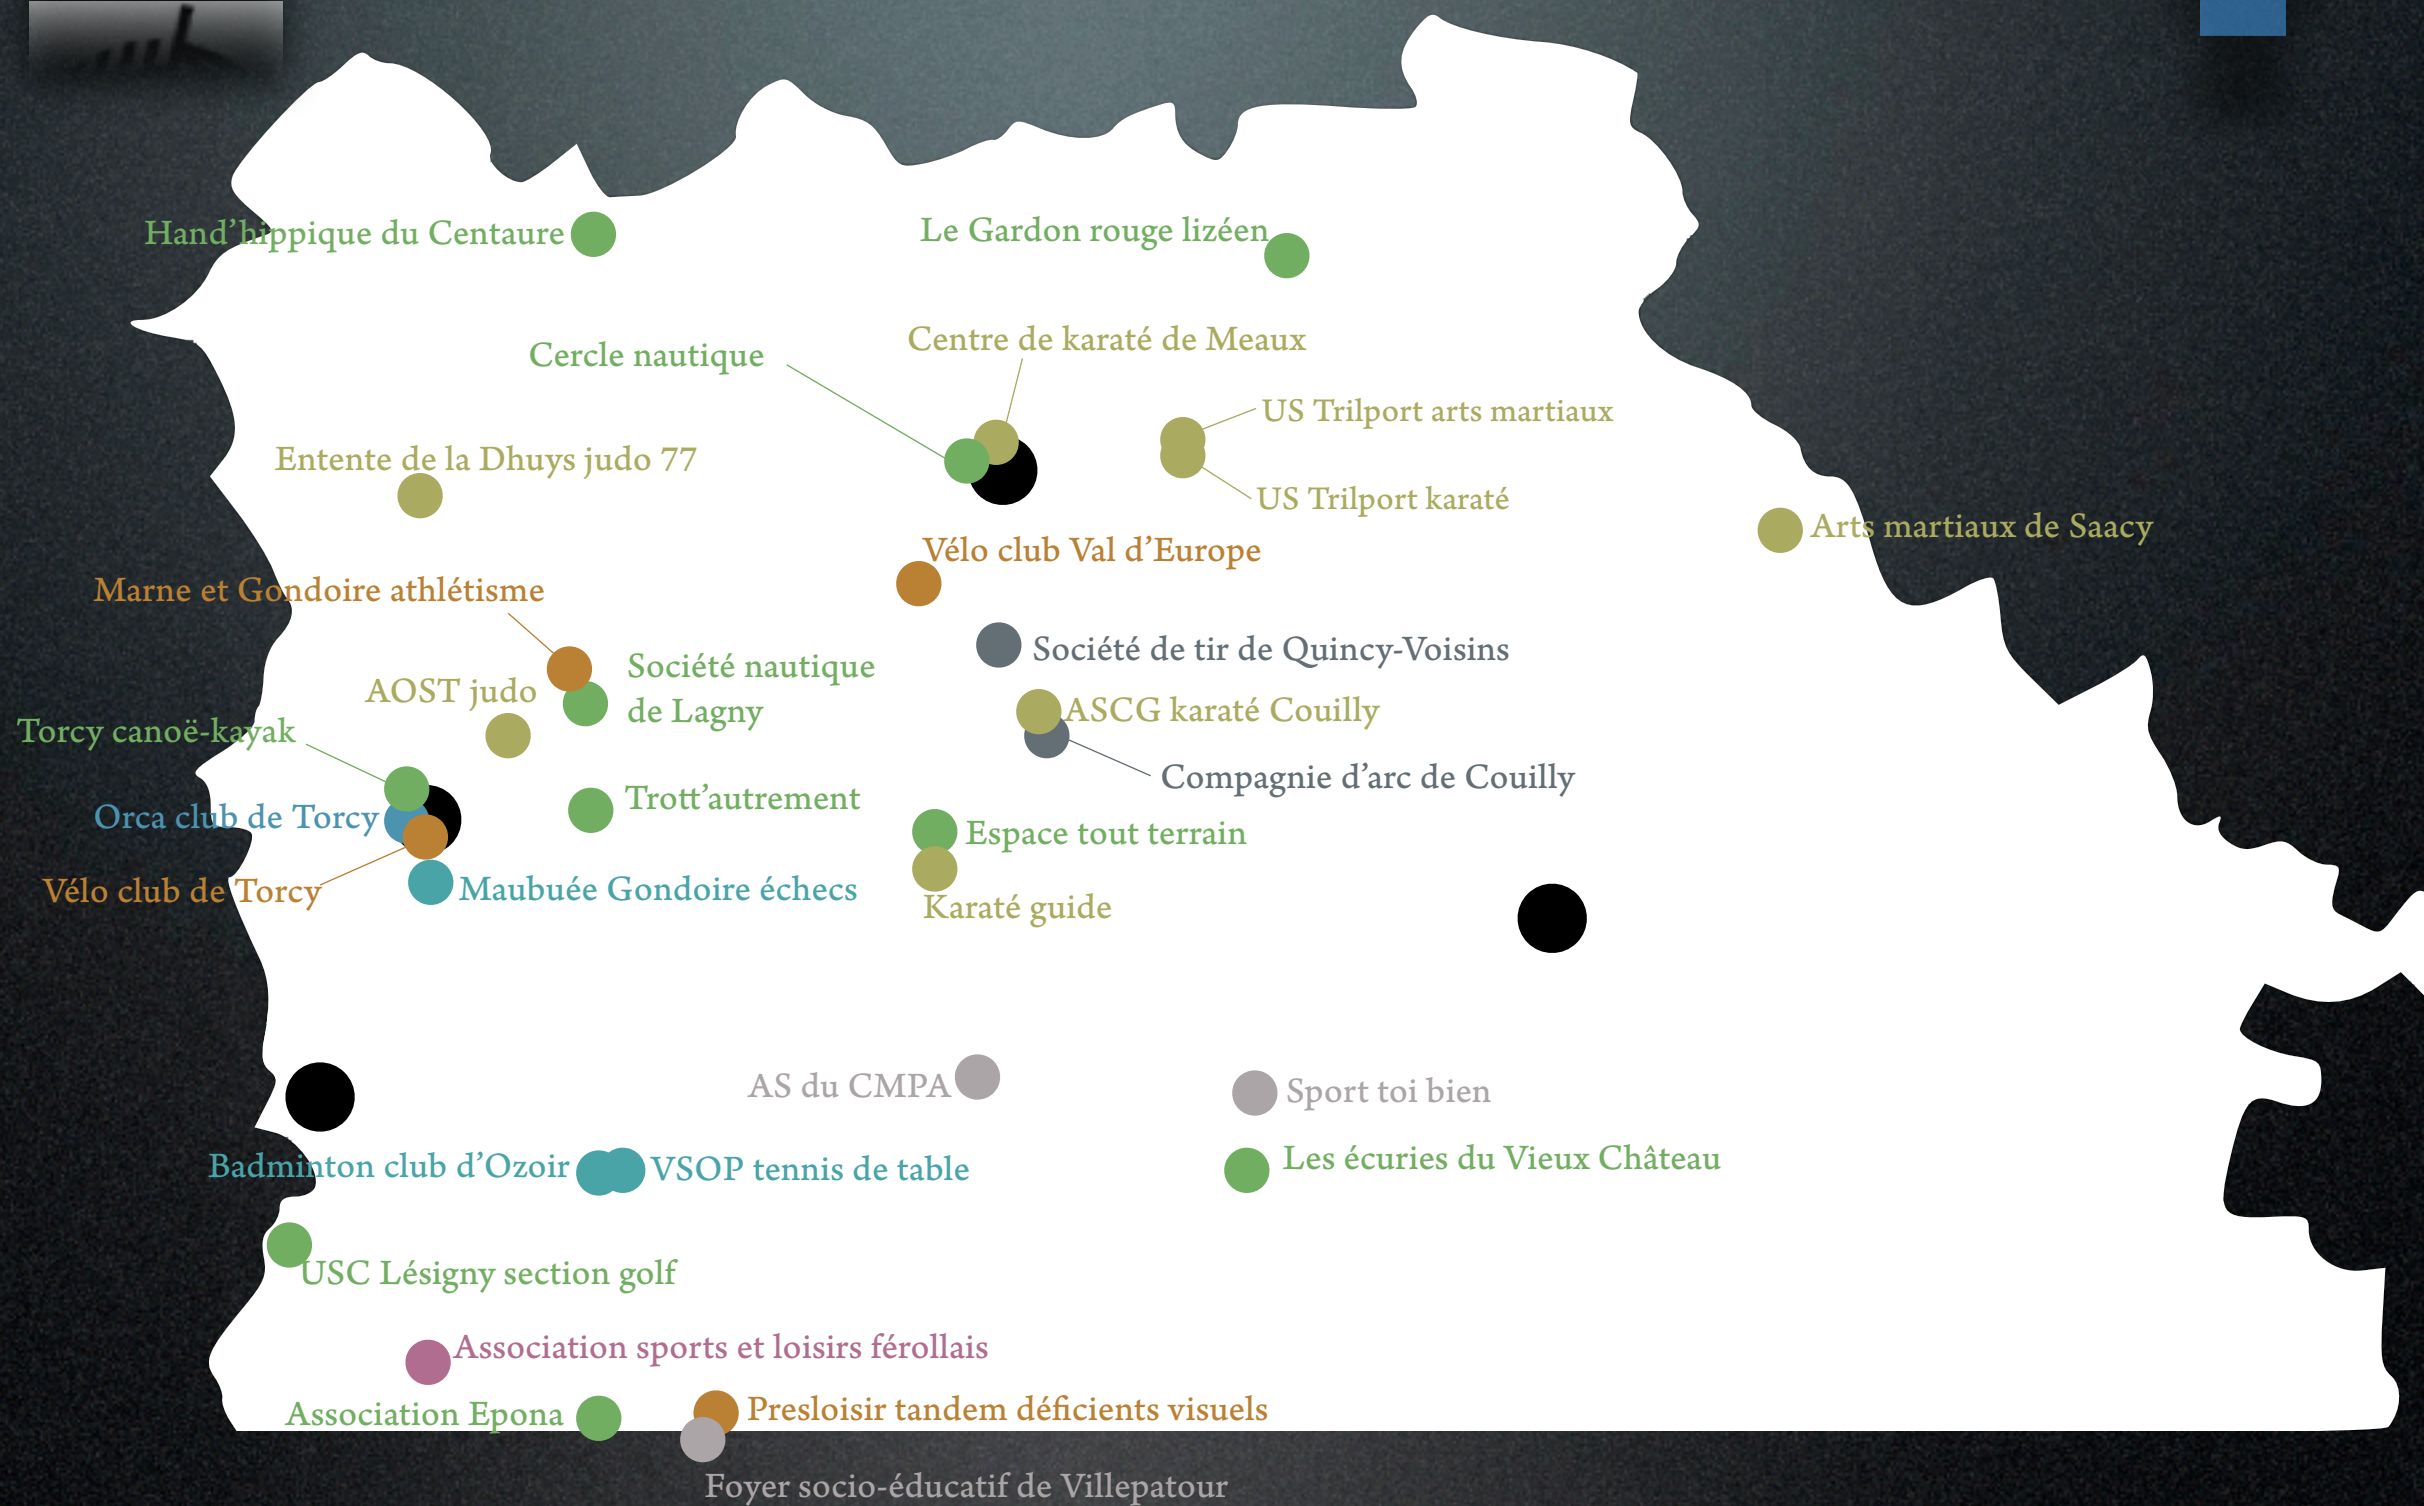 Hand’hippique du Centaure
Le Gardon rouge lizéen
Centre de karaté de Meaux
Cercle nautique
US Trilport arts martiaux
Entente de la Dhuys judo 77
US Trilport karaté
Arts martiaux de Saacy
Vélo club Val d’Europe
Marne et Gondoire athlétisme
Société de tir de Quincy-Voisins
Société nautique
de Lagny
AOST judo
ASCG karaté Couilly
Torcy canoë-kayak
Compagnie d’arc de Couilly
Trott’autrement
Orca club de Torcy
Espace tout terrain
Vélo club de Torcy
Maubuée Gondoire échecs
Karaté guide
AS du CMPA
Sport toi bien
Badminton club d’Ozoir
VSOP tennis de table
Les écuries du Vieux Château
USC Lésigny section golf
Association sports et loisirs férollais
Association Epona
Presloisir tandem déficients visuels
Foyer socio-éducatif de Villepatour